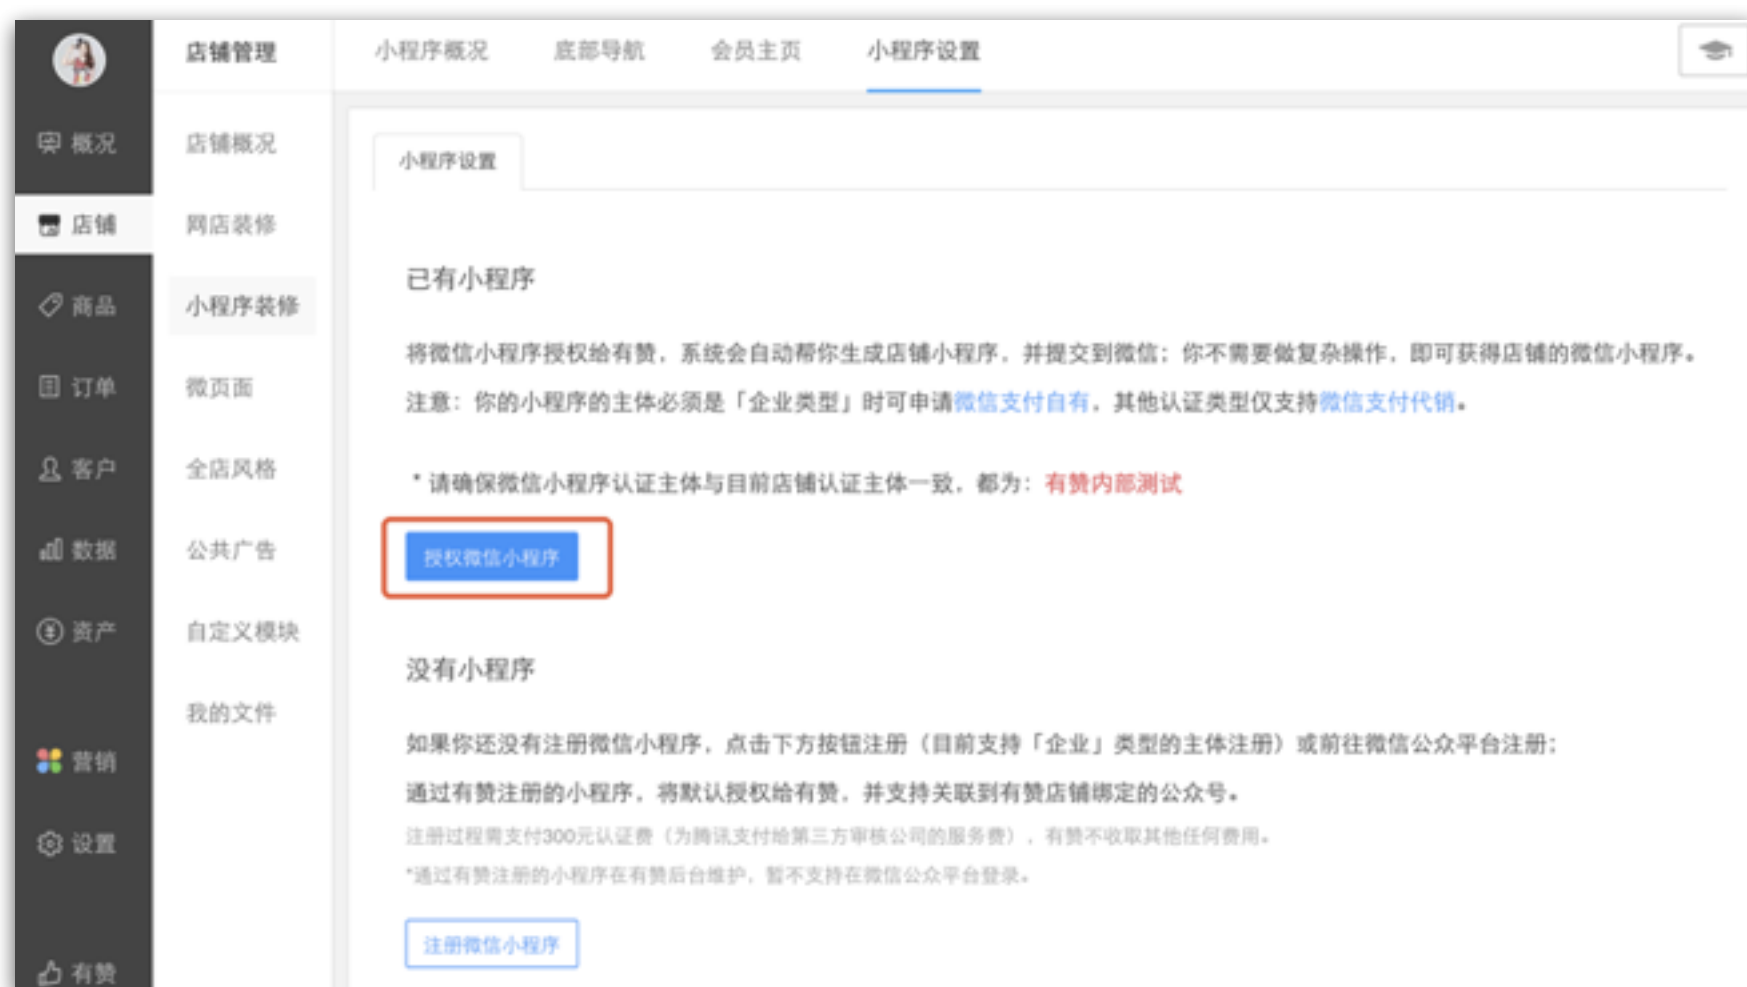 店铺管理
小程序概况
底部导航
会员主页
小程序设置
概况
店铺
商品
订单
客户
数据
资产
营销
设置
有赞
店铺概况
网店装修
小程序装修
微页面
全店风格
公共广告
自定义模块
我的文件
小程序设置
已有小程序
将微信小程序授权给有赞，系统会自动帮你生成店铺小程序，并提交到微信；你不需要做复杂操作，即可获得店铺的微信小程序。
注意：你的小程序的主体必须是「企业类型」时可申请微信支付自有，其他认证类型仅支持微信支付代销。
* 请确保微信小程序认证主体与目前店铺认证主体一致，都为：有赞内部测试
授权微信小程序
没有小程序
如果你还没有注册微信小程序，点击下方按钮注册（目前支持「企业」类型的主体注册）或前往微信公众平台注册；
通过有赞注册的小程序，将默认授权给有赞，并支持关联到有赞店铺绑定的公众号。
注册过程需支付300元认证费（为腾讯支付给第三方审核公司的服务费），有赞不收取其他任何费用。
*通过有赞注册的小程序在有赞后台维护，暂不支持在微信公众平台登录。
注册微信小程序